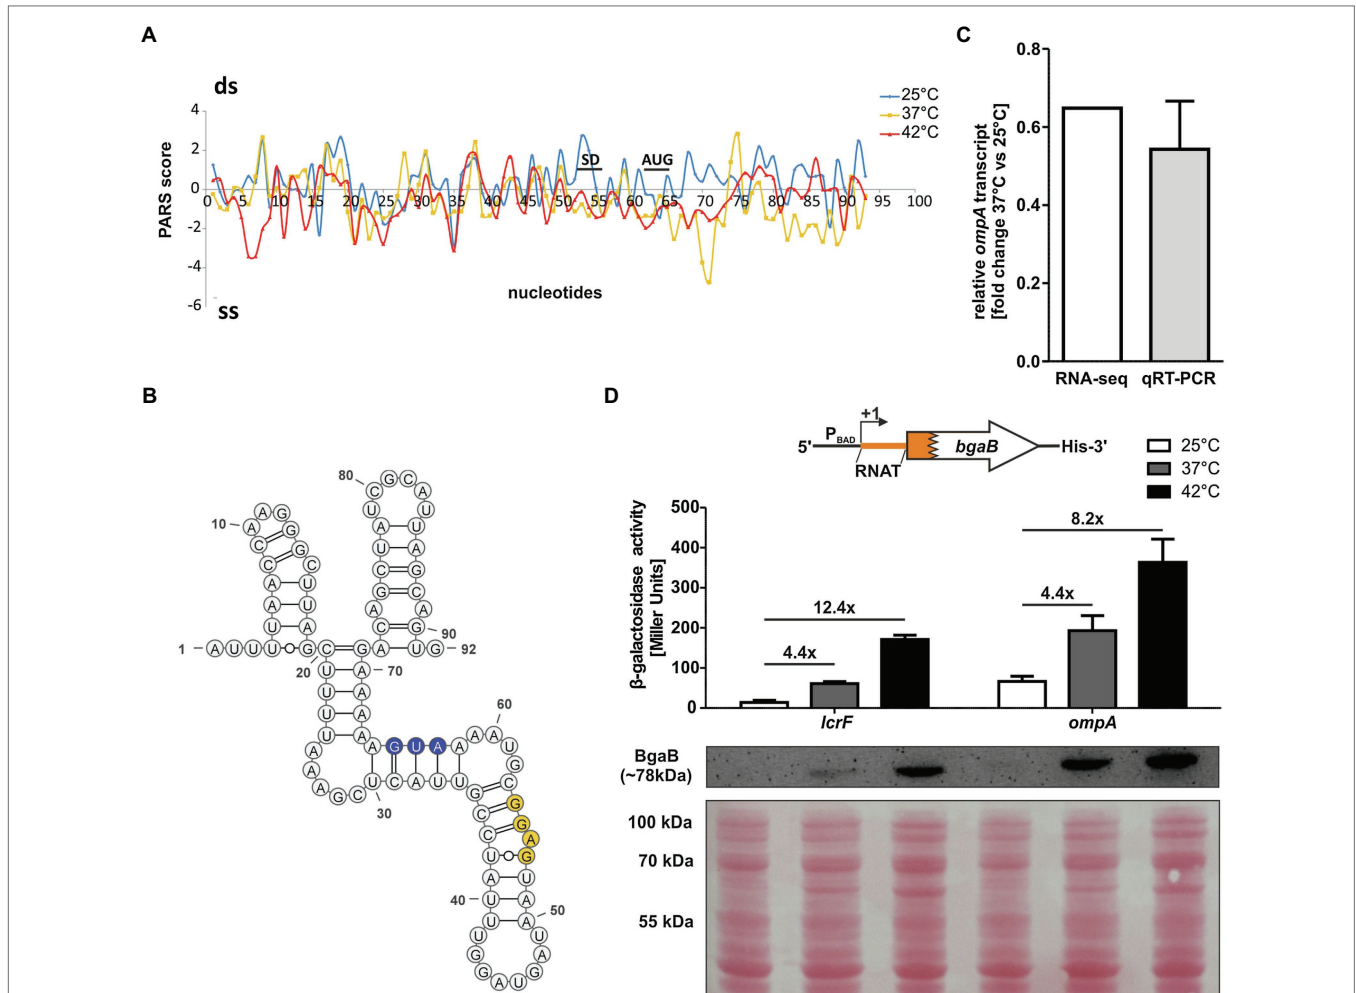 A
ds
PARS score
4
2
0
-2
-4
-6
0 5 10 15 20 25 30 35 40 45 50 55 60 65 70 75 80 85 90 95 100
SD
AUG
25°C
37°C
42°C
nucleotides
ss
C
relative ompA transcript
[fold change 37°C vs 25°C]
0.8
0.6
0.4
0.2
0.0
RNA-seq qRT-PCR
B
1
10
20
30
40
50
60
70
80
90
92
D
5'
P BAD
+1
RNAT
bgaB
His-3'
25°C
37°C
42°C
β-galactosidase activity
[Miller Units]
500
400
300
200
100
0
4.4x
12.4x
4.4x
8.2x
lcrF
ompA
BgaB
(~78kDa)
100 kDa
70 kDa
55 kDa